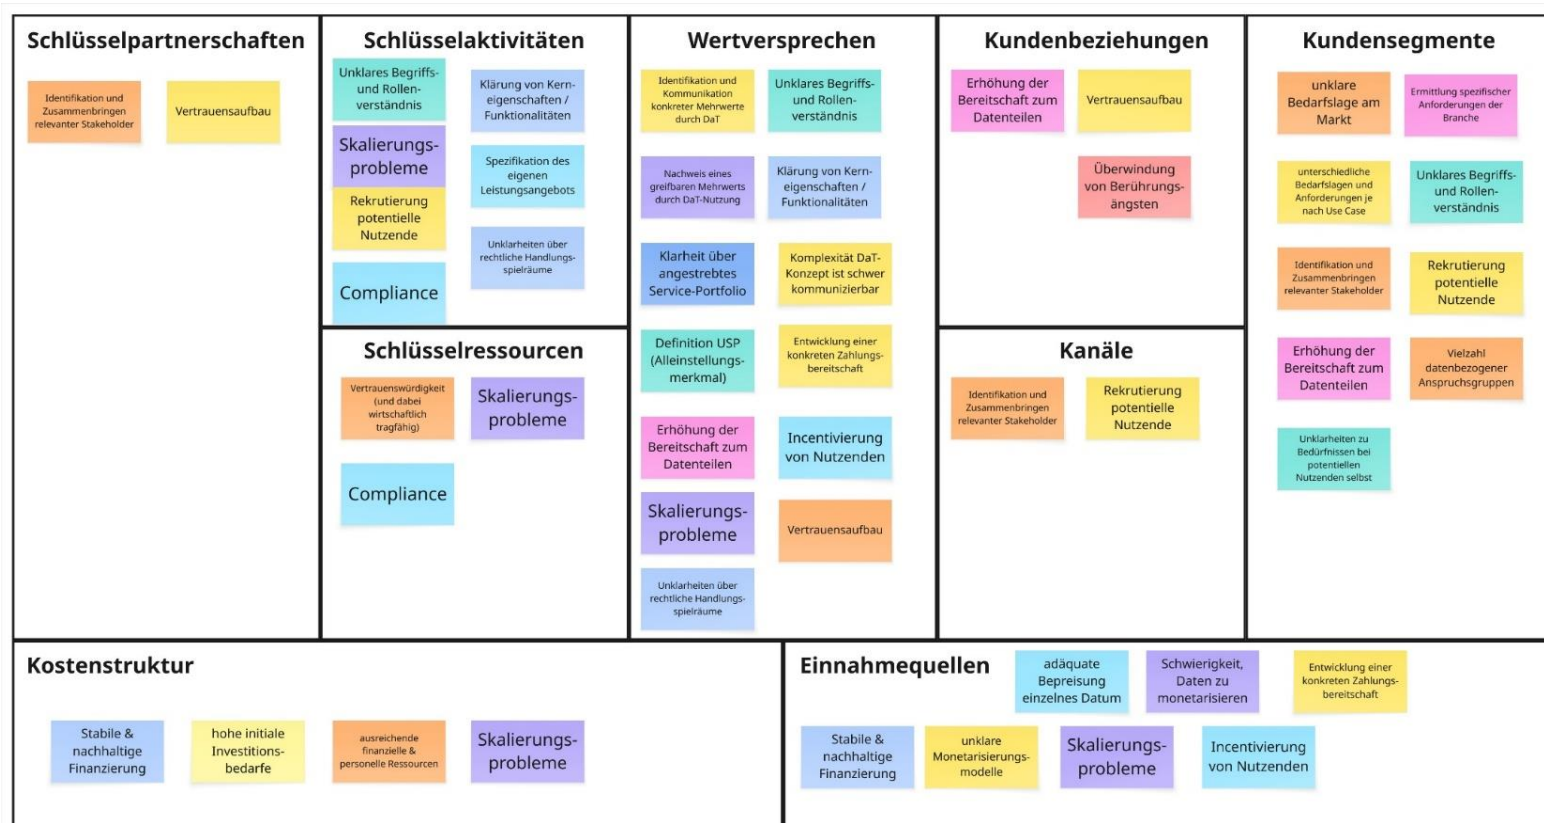 Schlüsselpartnerschaften
Identifikation und
Zusammenbringen
relevanter Stakeholder
Vertrauensaufbau
Schlüsselaktivitäten
Unklares Begriffs-
und Rollen-
verständnis
Klärung von Kern-
eigenschaften /
Funktionalitäten
Skalierungs-
probleme
Spezifikation des
eigenen
Leistungsangebots
Rekrutierung
potentielle
Nutzende
Unklarheiten über
rechtliche Handlungs-
spielräume
Compliance
Schlüsselressourcen
Vertrauenswürdigkeit
(und dabei
wirtschaftlich
tragfähig)
Skalierungs-
probleme
Compliance
Wertversprechen
Identifikation und
Kommunikation
konkreter Mehrwerte
durch DaT
Unklares Begriffs-
und Rollen-
verständnis
Nachweis eines
greifbaren Mehrwerts
durch DaT-Nutzung
Klärung von Kern-
eigenschaften /
Funktionalitäten
Klarheit über
angestrebtes
Service-Portfolio
Komplexität DaT-
Konzept ist schwer
kommunizierbar
Definition USP
(Alleinstellungs-
merkmal)
Entwicklung einer
konkreten Zahlungs-
bereitschaft
Erhöhung der
Bereitschaft zum
Datenteilen
Incentivierung
von Nutzenden
Skalierungs-
probleme
Vertrauensaufbau
Unklarheiten über
rechtliche Handlungs-
spielräume
Kundenbeziehungen
Erhöhung der
Bereitschaft zum
Datenteilen
Vertrauensaufbau
Überwindung
von Berührungs-
ängsten
Kanäle
Identifikation und
Zusammenbringen
relevanter Stakeholder
Rekrutierung
potentielle
Nutzende
Kundensegmente
unklare
Bedarfslage am
Markt
Ermittlung spezifischer
Anforderungen der
Branche
unterschiedliche
Bedarfslagen und
Anforderungen je
nach Use Case
Unklares Begriffs-
und Rollen-
verständnis
Identifikation und
Zusammenbringen
relevanter Stakeholder
Rekrutierung
potentielle
Nutzende
Erhöhung der
Bereitschaft zum
Datenteilen
Vielzahl
datenbezogener
Anspruchsgruppen
Unklarheiten zu
Bedürfnissen bei
potentiellen
Nutzenden selbst
Kostenstruktur
Stabile &
nachhaltige
Finanzierung
hohe initiale
Investitions-
bedarfe
ausreichende
finanzielle &
personelle Ressourcen
Skalierungs-
probleme
Einnahmequellen
adäquate
Bepreisung
einzelnes Datum
Schwierigkeit,
Daten zu
monetarisieren
Entwicklung einer
konkreten Zahlungs-
bereitschaft
Stabile &
nachhaltige
Finanzierung
unklare
Monetarisierungs-
modelle
Skalierungs-
probleme
Incentivierung
von Nutzenden